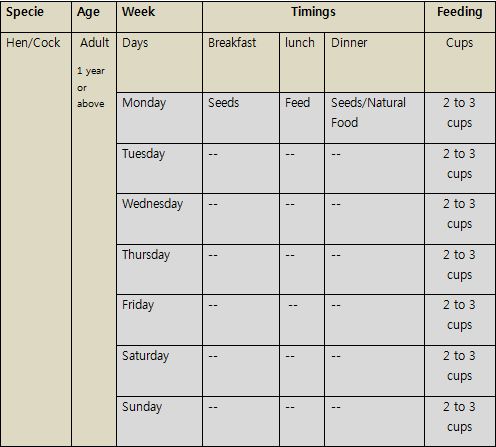 Specie Age Week Timings Feeding
Hen/Cock Adult Days Breakfast lunch Dinner Cups
1 year
or
above
Monday Seeds Feed Seeds/Natural 2 to 3
Food cups
Tuesday -- -- -- 2 to 3
cups
Wednesday -- -- -- 2 to 3
cups
Thursday -- -- -- 2 to 3
cups
Friday -- -- -- 2 to 3
cups
Saturday -- -- -- 2 to 3
cups
Sunday -- -- -- 2 to 3
cups